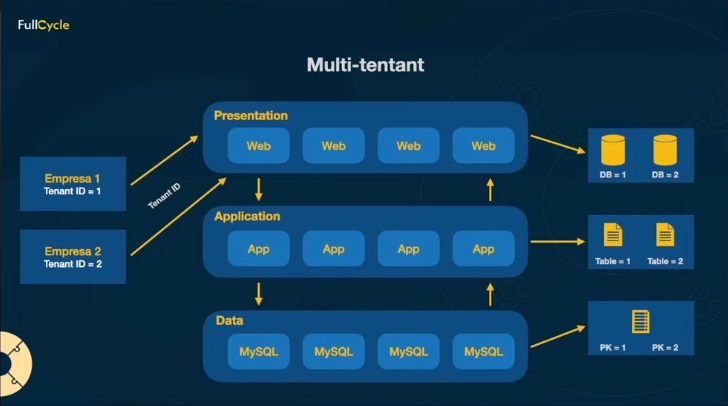 FullCycle
Multi-tentant
Presentation
Web Web Web Web
Empresa 1
Tenant ID = 1
Tenant ID
Empresa 2
Tenant ID = 2
Application
App App App App
Data
MySQL MySQL MySQL MySQL
DB = 1 DB = 2
Table = 1 Table = 2
PK = 1 PK = 2